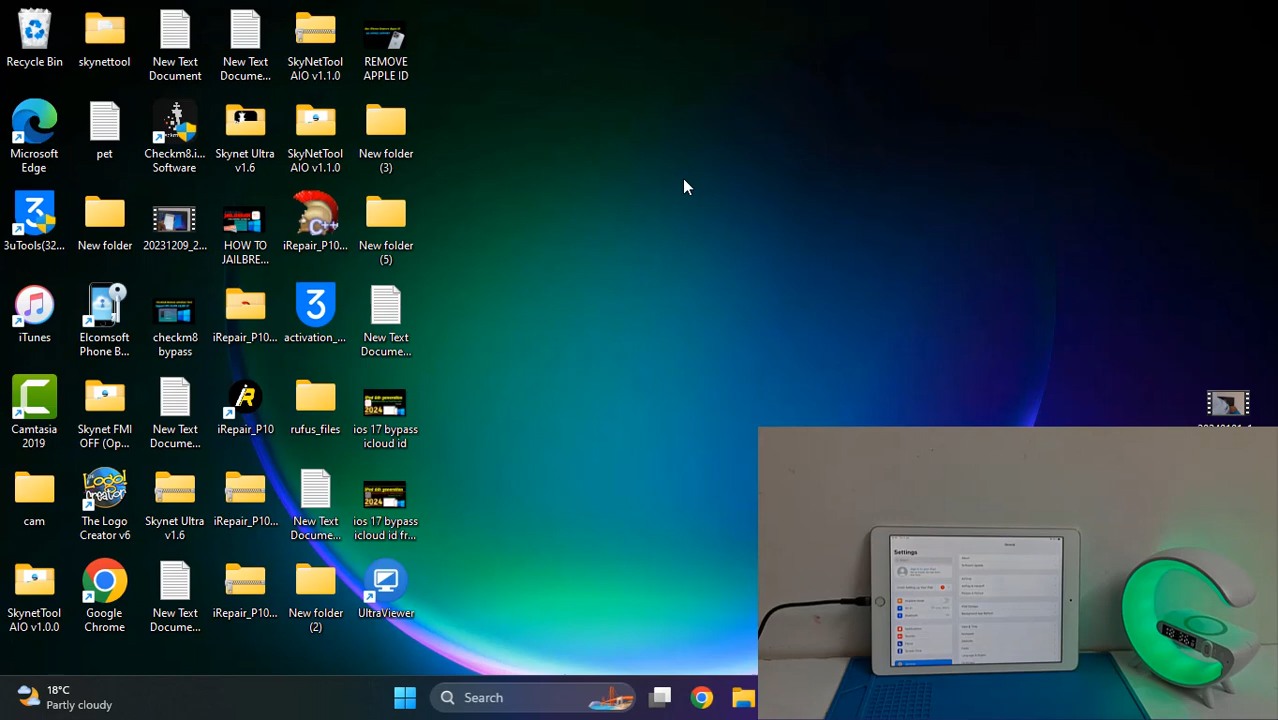 Recycle Bin
skynettool
New Text
Document
New Text
Docume...
SkyNetTool
AIO v1.1.0
REMOVE
APPLE ID
Microsoft
Edge
pet
Checkm8.i...
Software
Skynet Ultra
v1.6
SkyNetTool
AIO v1.1.0
New folder
(3)
3uTools(32...
New folder
20231209_2...
HOW TO
JAILBRE...
iRepair_P10...
New folder
(5)
iTunes
Elcomsoft
Phone B...
checkm8
bypass
iRepair_P10...
activation_...
New Text
Docume...
Camtasia
2019
Skynet FMI
OFF (Op...
New Text
Docume...
iRepair_P10
rufus_files
ios 17 bypass
icloud id
cam
The Logo
Creator v6
Skynet Ultra
v1.6
iRepair_P10...
New Text
Docume...
ios 17 bypass
icloud id fr...
SkynetTool
AIO v1.0.0
Google
Chrome
New Text
Docume...
iRepair_P10...
New folder
(2)
UltraViewer
Settings
18°C
Partly cloudy
Search